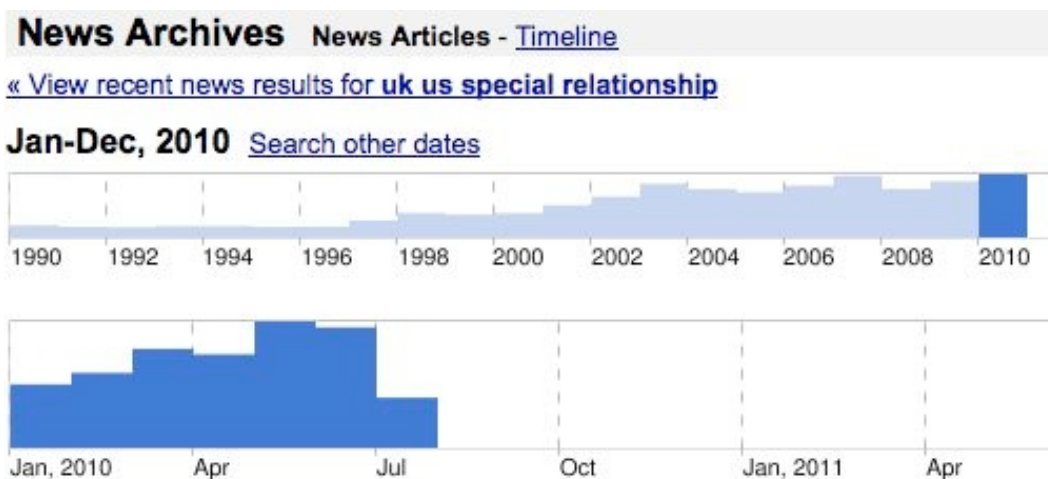 News Archives News Articles - Timeline
« View recent news results for uk us special relationship
Jan-Dec, 2010 Search other dates
1990 1992 1994 1996 1998 2000 2002 2004 2006 2008 2010
Jan, 2010 Apr Jul Oct Jan, 2011 Apr